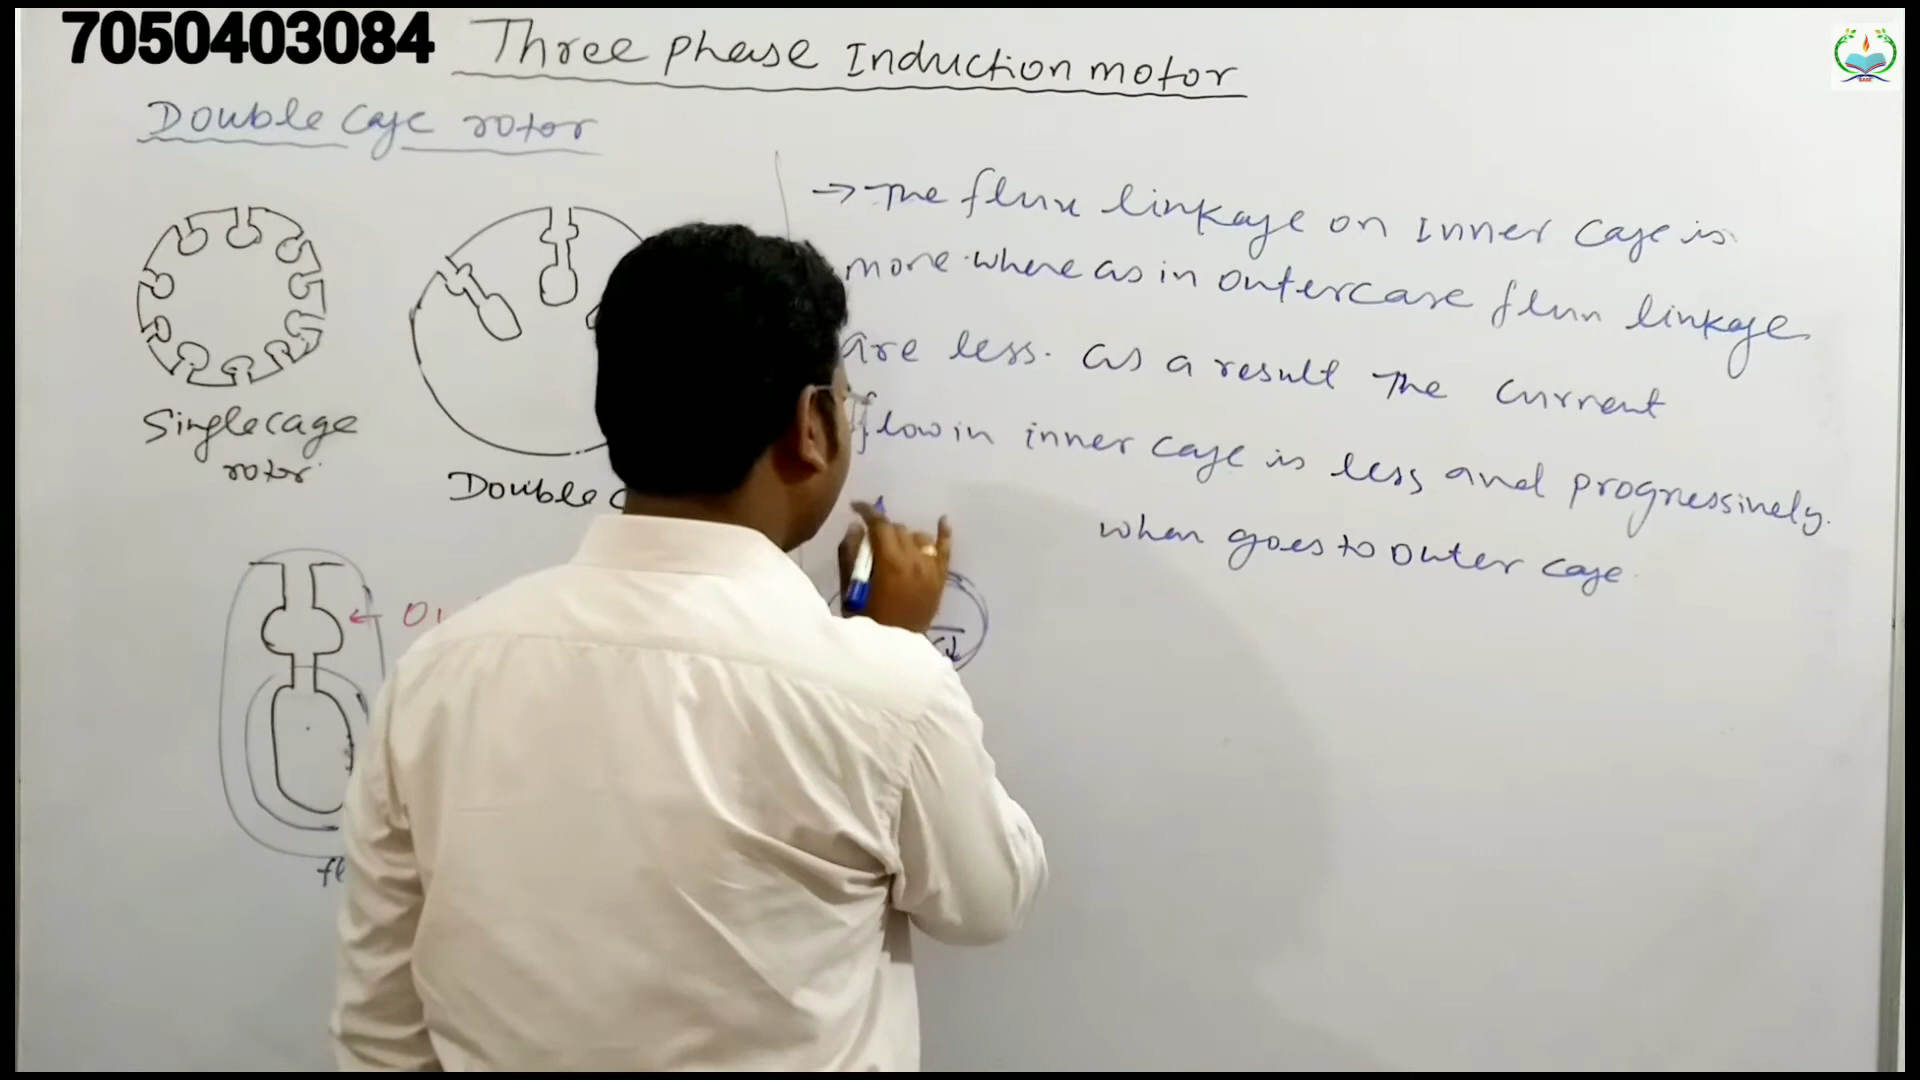 7050403084
Three phase Induction motor
Double Cage rotor
→ The flux linkage on Inner Cage is
more where as in outercage flux linkage
are less. as a result The current
flow in inner cage is less and progressively
when goes to outer cage
Single cage
rotor
Double